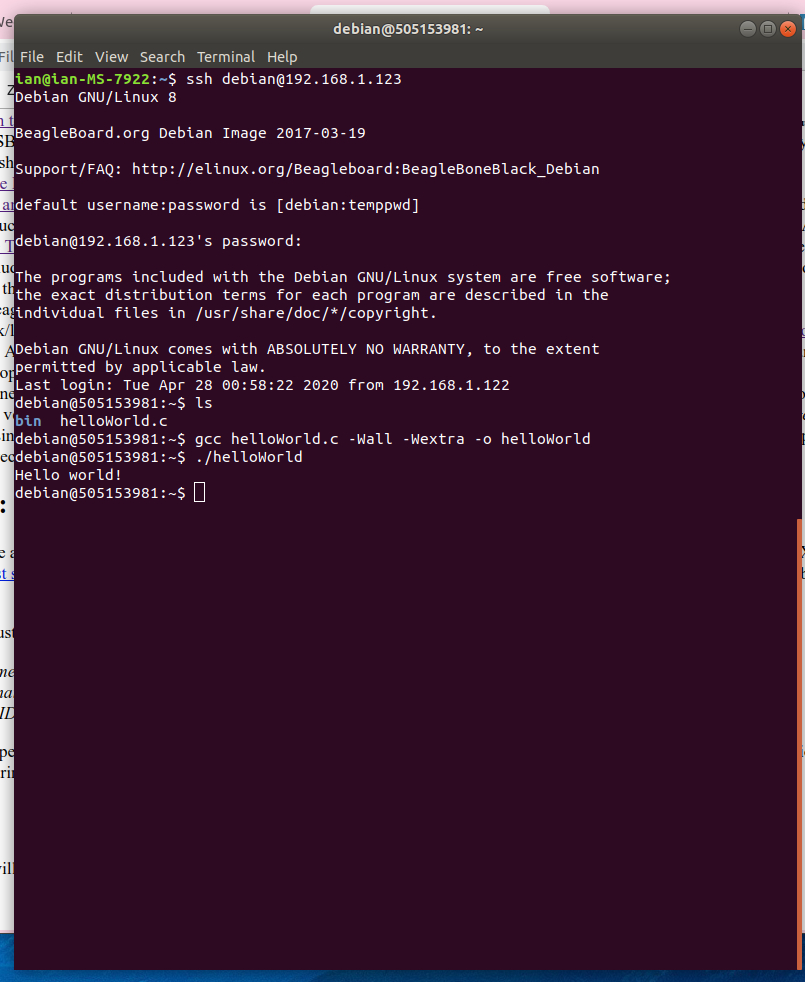 debian@505153981: ~
File Edit View Search Terminal Help
ian@ian-MS-7922:~$ ssh debian@192.168.1.123
Debian GNU/Linux 8
BeagleBoard.org Debian Image 2017-03-19
Support/FAQ: http://elinux.org/Beagleboard:BeagleBoneBlack_Debian
default username:password is [debian:temppwd]
debian@192.168.1.123's password:
The programs included with the Debian GNU/Linux system are free software;
the exact distribution terms for each program are described in the
individual files in /usr/share/doc/*/copyright.
Debian GNU/Linux comes with ABSOLUTELY NO WARRANTY, to the extent
permitted by applicable law.
Last login: Tue Apr 28 00:58:22 2020 from 192.168.1.122
debian@505153981:~$ ls
bin  helloWorld.c
debian@505153981:~$ gcc helloWorld.c -Wall -Wextra -o helloWorld
debian@505153981:~$ ./helloWorld
Hello world!
debian@505153981:~$